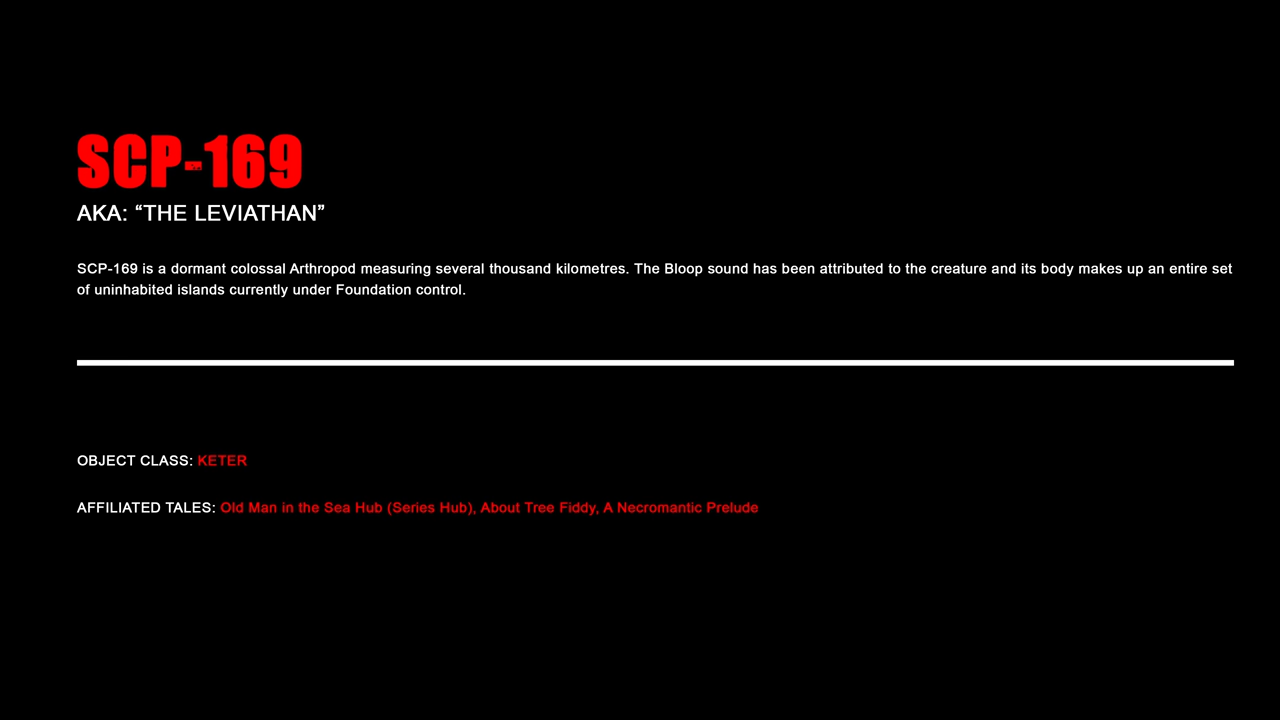 SCP-169
AKA: “THE LEVIATHAN”
SCP-169 is a dormant colossal Arthropod measuring several thousand kilometres. The Bloop sound has been attributed to the creature and its body makes up an entire set
of uninhabited islands currently under Foundation control.
OBJECT CLASS: KETER
AFFILIATED TALES: Old Man in the Sea Hub (Series Hub), About Tree Fiddy, A Necromantic Prelude